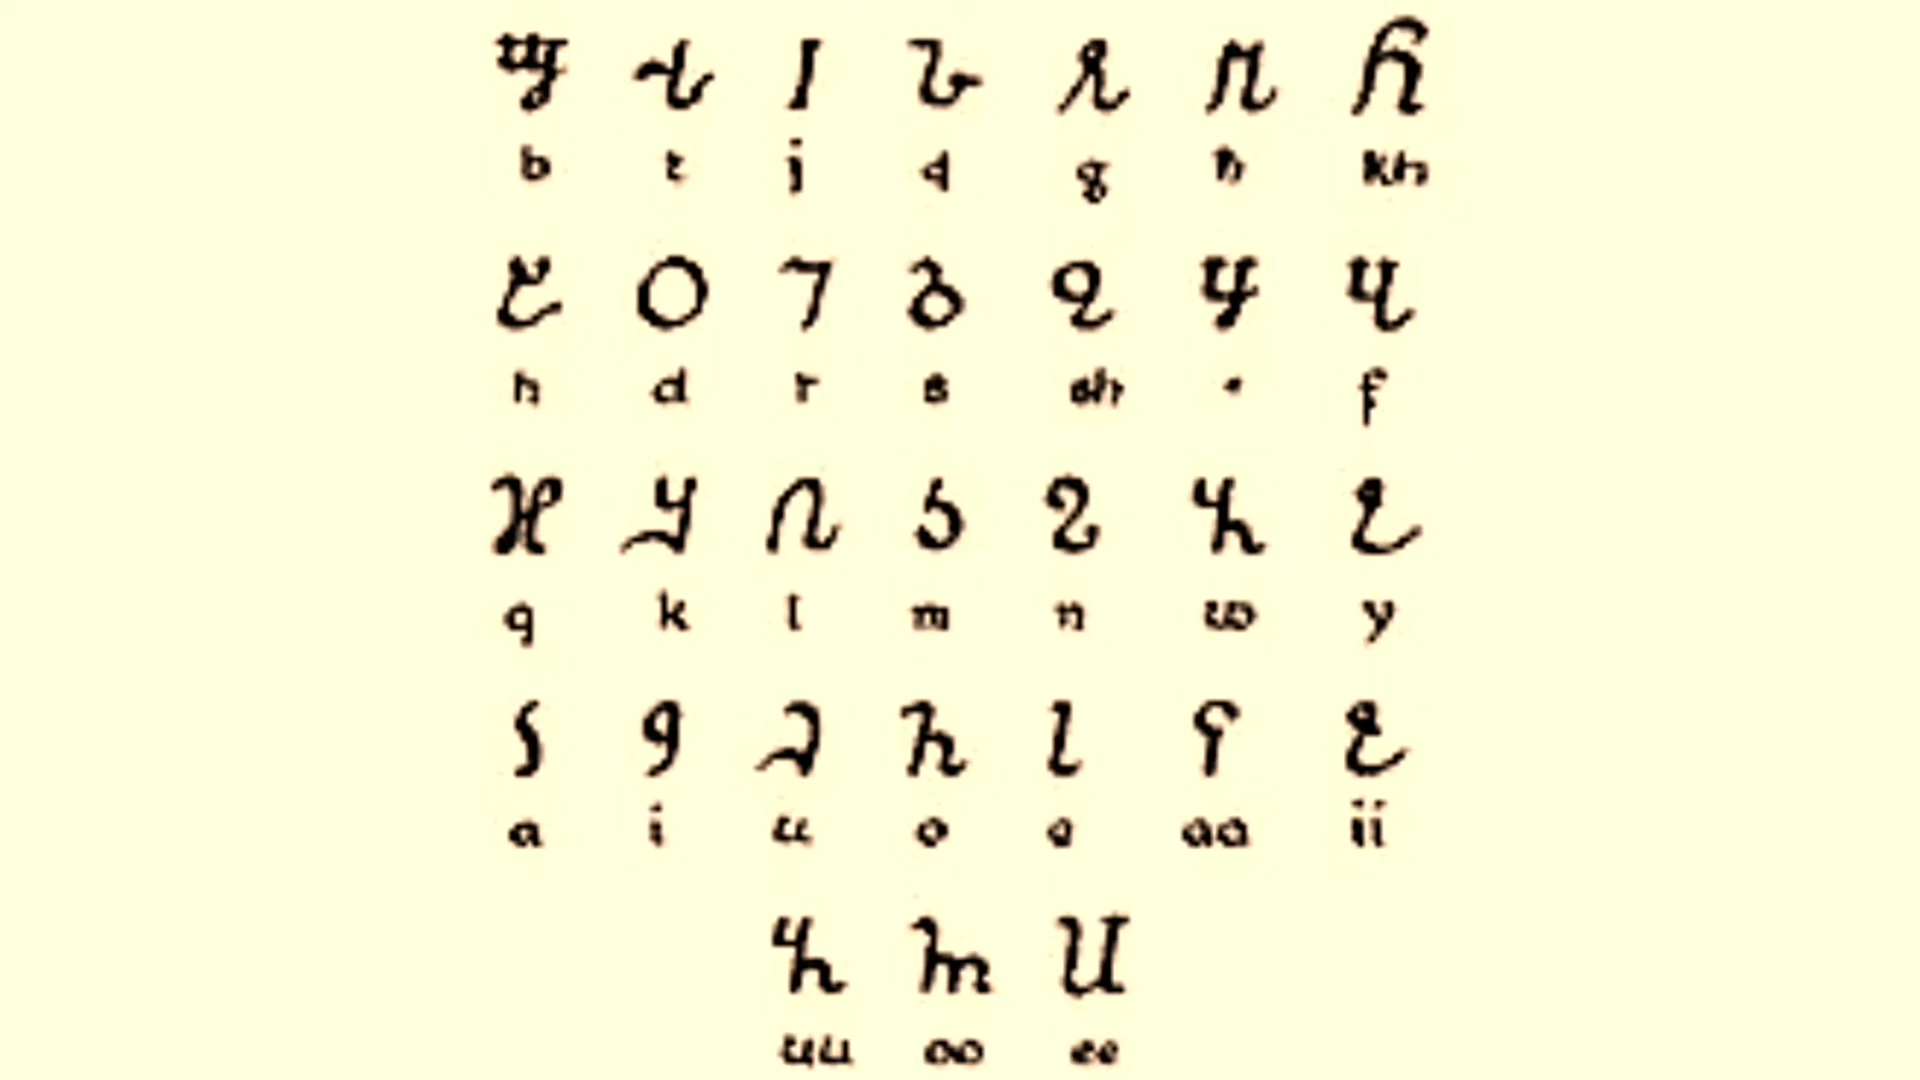 𐒁 𐒂 𐒃 𐒊 𐒌 𐒄 𐒅
b t j d g ħ kh
𐒔 𐒆 𐒇 𐒈 𐒉 𐒋 𐒍
h d r s sh ' f
𐒎 𐒏 𐒐 𐒑 𐒒 𐒓 𐒕
q k l m n w y
𐒖 𐒘 𐒚 𐒙 𐒗 𐒛 𐒕
a i u o e aa ii
𐒓 𐒝 𐒜
uu oo ee